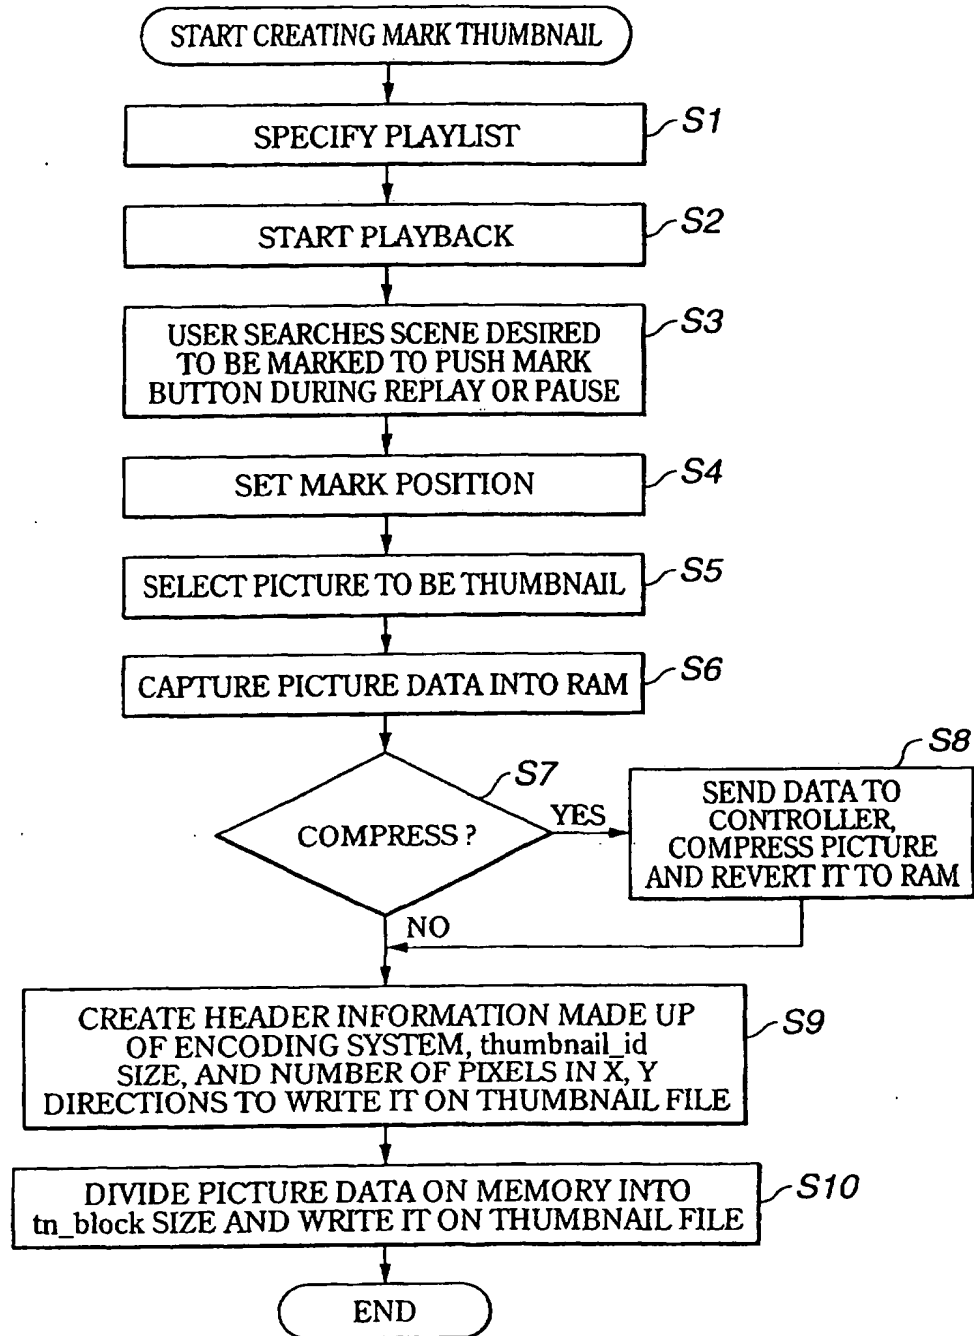 START CREATING MARK THUMBNAIL
SPECIFY PLAYLIST
S1
START PLAYBACK
S2
USER SEARCHES SCENE DESIRED
TO BE MARKED TO PUSH MARK
BUTTON DURING REPLAY OR PAUSE
S3
SET MARK POSITION
S4
SELECT PICTURE TO BE THUMBNAIL
S5
CAPTURE PICTURE DATA INTO RAM
S6
COMPRESS ?
S7
YES
SEND DATA TO
CONTROLLER,
COMPRESS PICTURE
AND REVERT IT TO RAM
S8
NO
CREATE HEADER INFORMATION MADE UP
OF ENCODING SYSTEM, thumbnail_id
SIZE, AND NUMBER OF PIXELS IN X, Y
DIRECTIONS TO WRITE IT ON THUMBNAIL FILE
S9
DIVIDE PICTURE DATA ON MEMORY INTO
tn_block SIZE AND WRITE IT ON THUMBNAIL FILE
S10
END